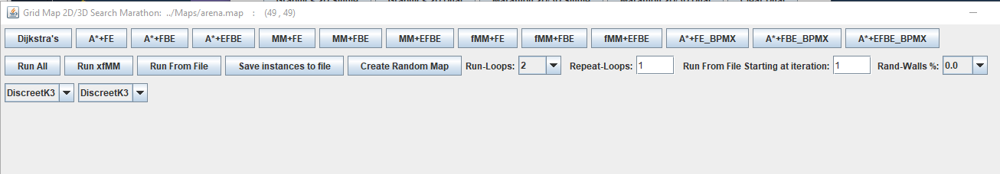 Grid Map 2D/3D Search Marathon: ../Maps/arena.map : (49 , 49)
Dijkstra's A*+FE A*+FBE A*+EFBE MM+FE MM+FBE MM+EFBE fMM+FE fMM+FBE fMM+EFBE A*+FE_BPMX A*+FBE_BPMX A*+EFBE_BPMX
Run All Run xfMM Run From File Save instances to file Create Random Map Run-Loops: 2 Repeat-Loops: 1 Run From File Starting at iteration: 1 Rand-Walls %: 0.0
DiscreetK3 DiscreetK3